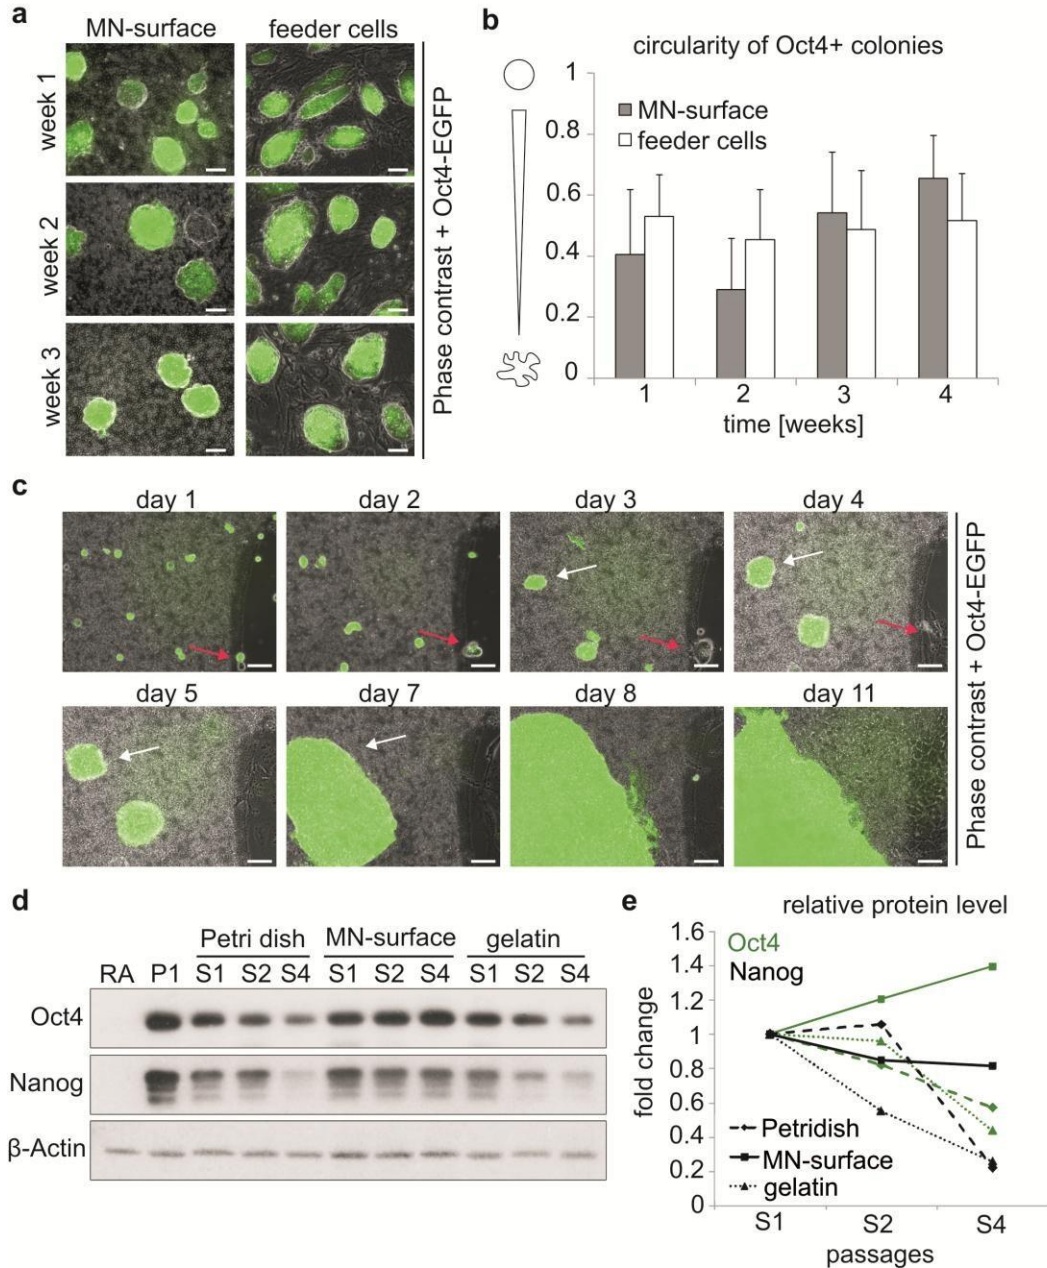 a
MN-surface feeder cells
week 1
week 2
week 3
Phase contrast + Oct4-EGFP
b
circularity of Oct4+ colonies
1
0.8
0.6
0.4
0.2
0
MN-surface
feeder cells
1 2 3 4
time [weeks]
c
day 1 day 2 day 3 day 4
day 5 day 7 day 8 day 11
Phase contrast + Oct4-EGFP
d
Petri dish MN-surface gelatin
RA P1 S1 S2 S4 S1 S2 S4 S1 S2 S4
Oct4
Nanog
β-Actin
e
relative protein level
fold change
1.6
1.4
1.2
1
0.8
0.6
0.4
0.2
0
Oct4
Nanog
Petridish
MN-surface
gelatin
S1 S2 S4
passages